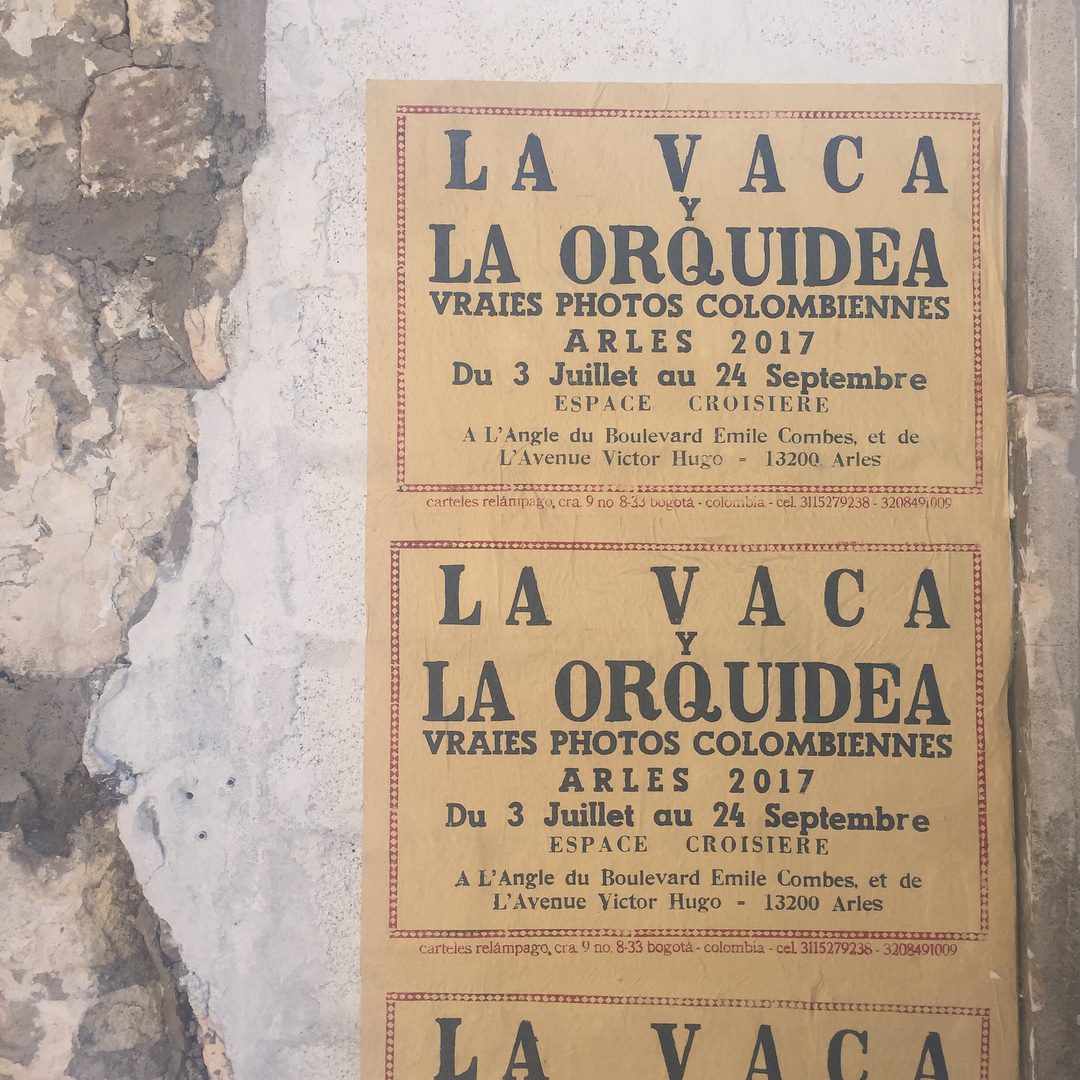 LA VACA
Y
LA ORQUIDEA
VRAIES PHOTOS COLOMBIENNES
ARLES 2017
Du 3 Juillet au 24 Septembre
ESPACE CROISIERE
A L'Angle du Boulevard Emile Combes, et de
L'Avenue Victor Hugo = 13200 Arles
carteles relámpago, cra. 9 no 8-33 bogotá - colombia - cel. 3115279238 - 3208491009
LA VACA
Y
LA ORQUIDEA
VRAIES PHOTOS COLOMBIENNES
ARLES 2017
Du 3 Juillet au 24 Septembre
ESPACE CROISIERE
A L'Angle du Boulevard Emile Combes, et de
L'Avenue Victor Hugo = 13200 Arles
carteles relámpago, cra. 9 no. 8-33 bogotá - colombia - cel. 3115279238 - 3208491009
LA VACA